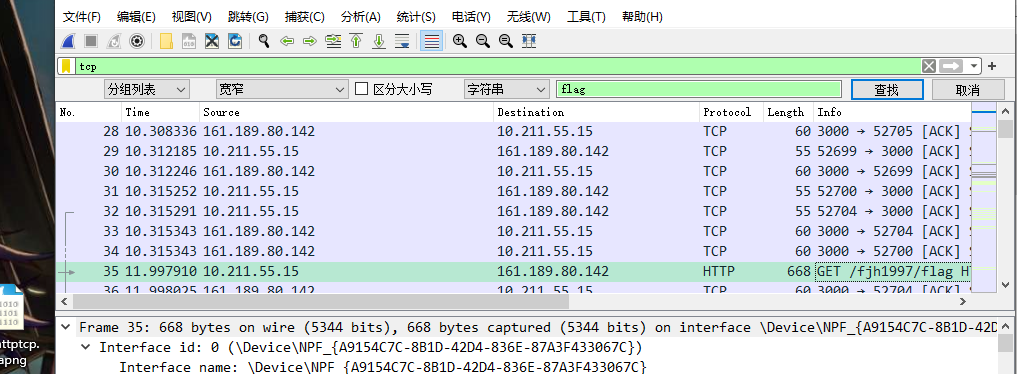 文件(F) 编辑(E) 视图(V) 跳转(G) 捕获(C) 分析(A) 统计(S) 电话(Y) 无线(W) 工具(T) 帮助(H)
tcp
分组列表 宽窄 区分大小写 字符串 flag 查找 取消
No. Time Source Destination Protocol Length Info
28 10.308336 161.189.80.142 10.211.55.15 TCP 60 3000 → 52705 [ACK] S
29 10.312185 10.211.55.15 161.189.80.142 TCP 55 52699 → 3000 [ACK] S
30 10.312246 161.189.80.142 10.211.55.15 TCP 60 3000 → 52699 [ACK] S
31 10.315252 10.211.55.15 161.189.80.142 TCP 55 52700 → 3000 [ACK] S
32 10.315291 10.211.55.15 161.189.80.142 TCP 55 52704 → 3000 [ACK] S
33 10.315343 161.189.80.142 10.211.55.15 TCP 60 3000 → 52704 [ACK] S
34 10.315343 161.189.80.142 10.211.55.15 TCP 60 3000 → 52700 [ACK] S
35 11.997910 10.211.55.15 161.189.80.142 HTTP 668 GET /fjh1997/flag HT
36 11.998025 161.189.80.142 10.211.55.15 TCP 60 3000 → 52704 [ACK] S
Frame 35: 668 bytes on wire (5344 bits), 668 bytes captured (5344 bits) on interface \Device\NPF_{A9154C7C-8B1D-42D
Interface id: 0 (\Device\NPF_{A9154C7C-8B1D-42D4-836E-87A3F433067C})
Interface name: \Device\NPF_{A9154C7C-8B1D-42D4-836E-87A3F433067C}
ttptcp.
apng